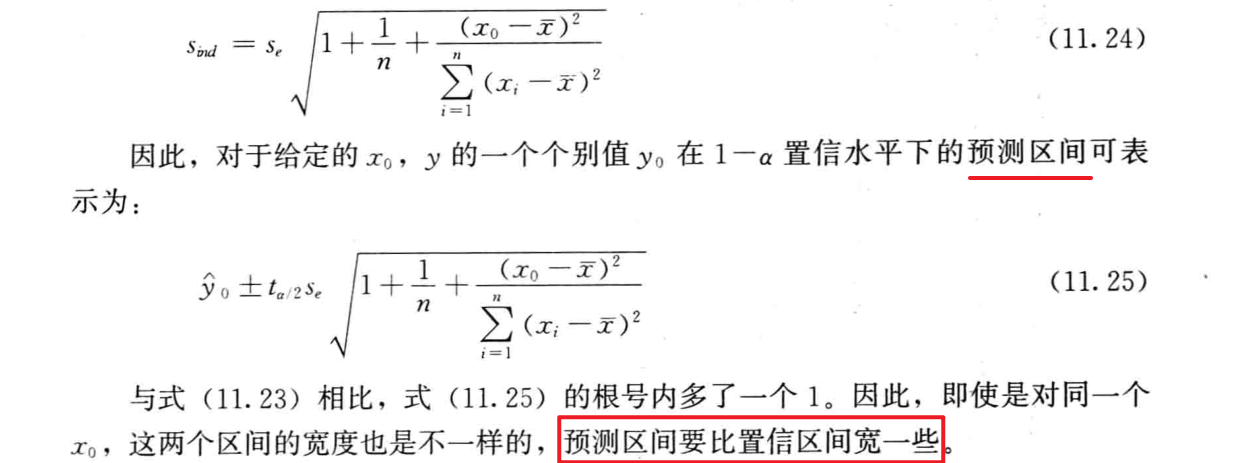 s_{ind} = s_e \sqrt{1 + \frac{1}{n} + \frac{(x_0 - \bar{x})^2}{\sum_{i=1}^{n} (x_i - \bar{x})^2}} (11.24)
因此，对于给定的 x_0，y 的一个个别值 y_0 在 1-α 置信水平下的预测区间可表
示为：
\hat{y}_0 ± t_{α/2} s_e \sqrt{1 + \frac{1}{n} + \frac{(x_0 - \bar{x})^2}{\sum_{i=1}^{n} (x_i - \bar{x})^2}} (11.25)
与式（11.23）相比，式（11.25）的根号内多了一个 1。因此，即使是对同一个
x_0，这两个区间的宽度也是不一样的，预测区间要比置信区间宽一些。